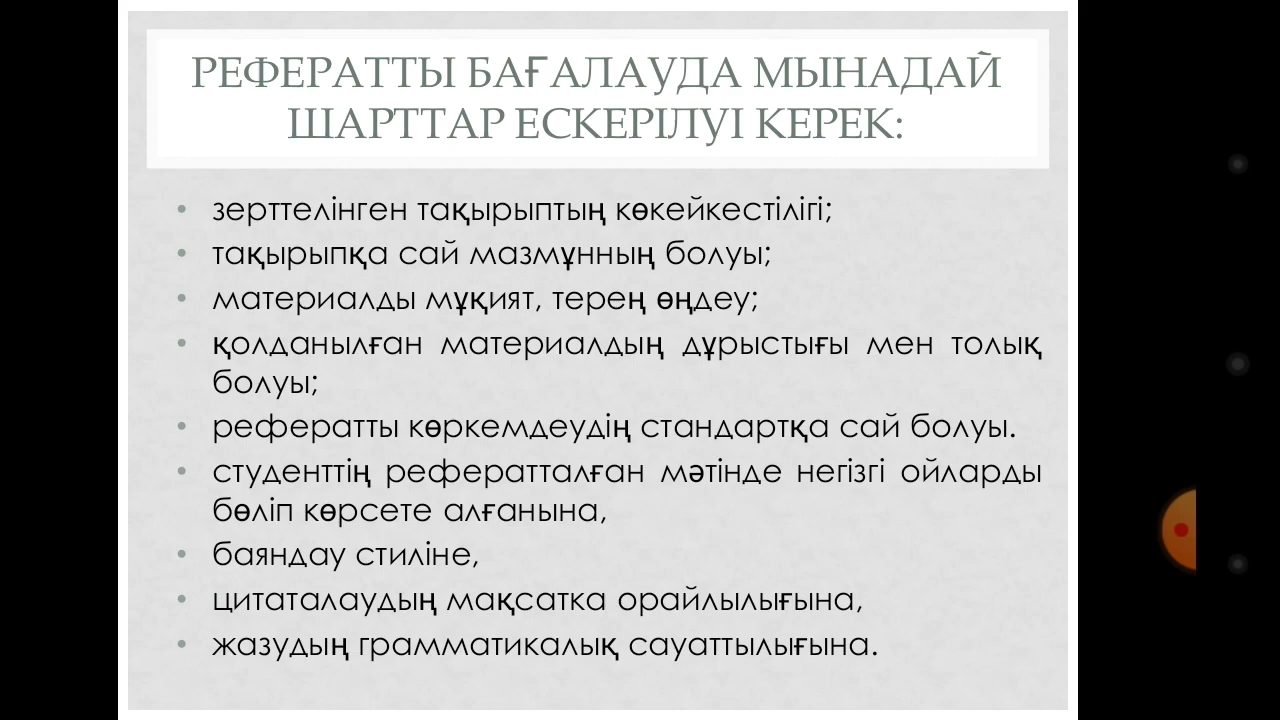 РЕФЕРАТТЫ БАҒАЛАУДА МЫНАДАЙ
ШАРТТАР ЕСКЕРІЛУІ КЕРЕК:
• зерттелінген тақырыптың көкейкестілігі;
• тақырыпқа сай мазмұнның болуы;
• материалды мұқият, терең өңдеу;
• қолданылған материалдың дұрыстығы мен толық
болуы;
• рефератты көркемдеудің стандартқа сай болуы.
• студенттің рефератталған мәтінде негізгі ойларды
бөліп көрсете алғанына,
• баяндау стиліне,
• цитаталаудың мақсатка орайлылығына,
• жазудың грамматикалық сауаттылығына.